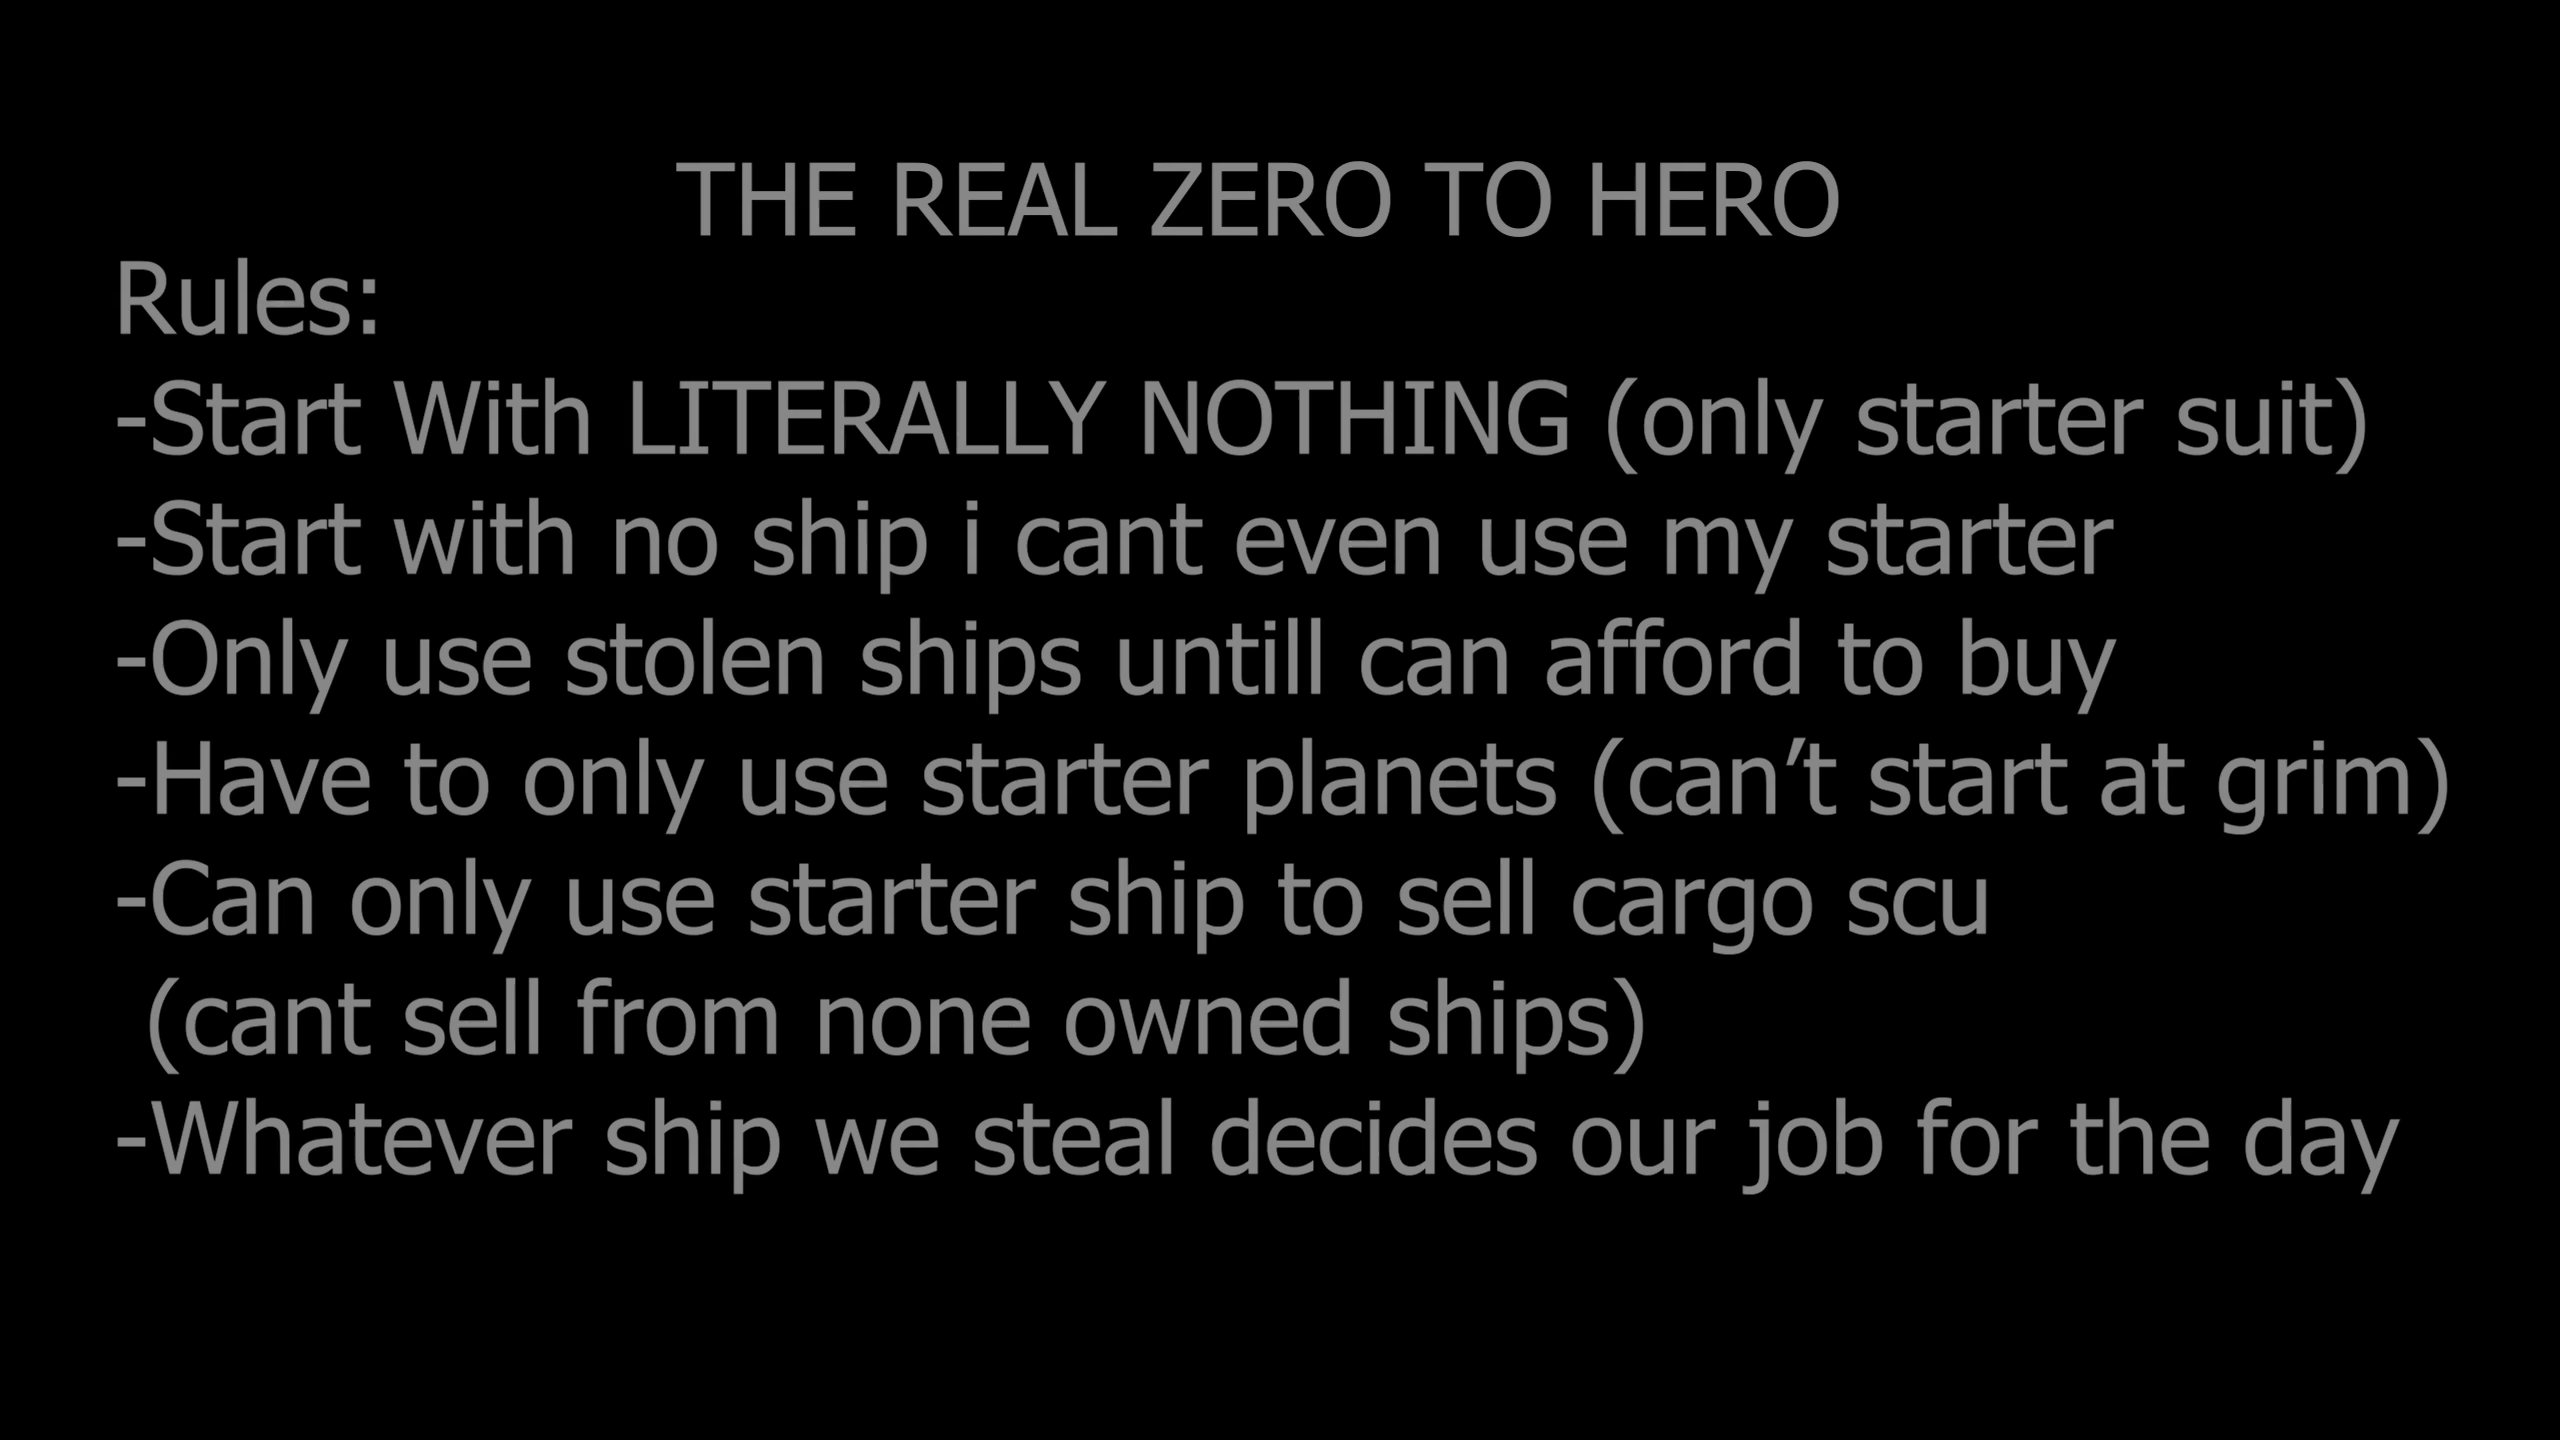 THE REAL ZERO TO HERO
Rules:
-Start With LITERALLY NOTHING (only starter suit)
-Start with no ship i cant even use my starter
-Only use stolen ships untill can afford to buy
-Have to only use starter planets (can’t start at grim)
-Can only use starter ship to sell cargo scu
(cant sell from none owned ships)
-Whatever ship we steal decides our job for the day